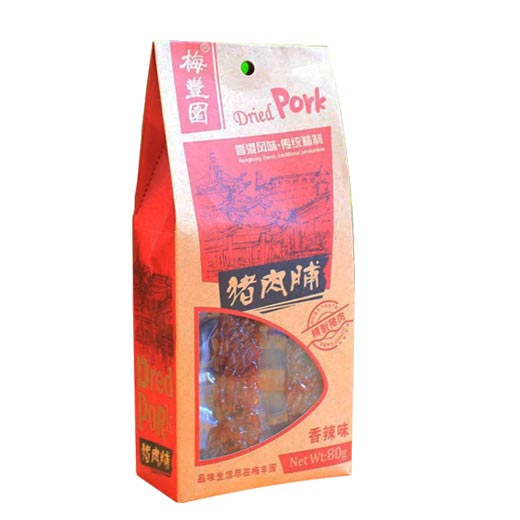 梅豐園®
Dried Pork
香港风味·传统精制
Hongkong flavor, traditional production
猪肉脯
精制猪肉
香辣味
Net Wt:80g
品味生活尽在梅丰园
Dried
PORK
猪肉脯